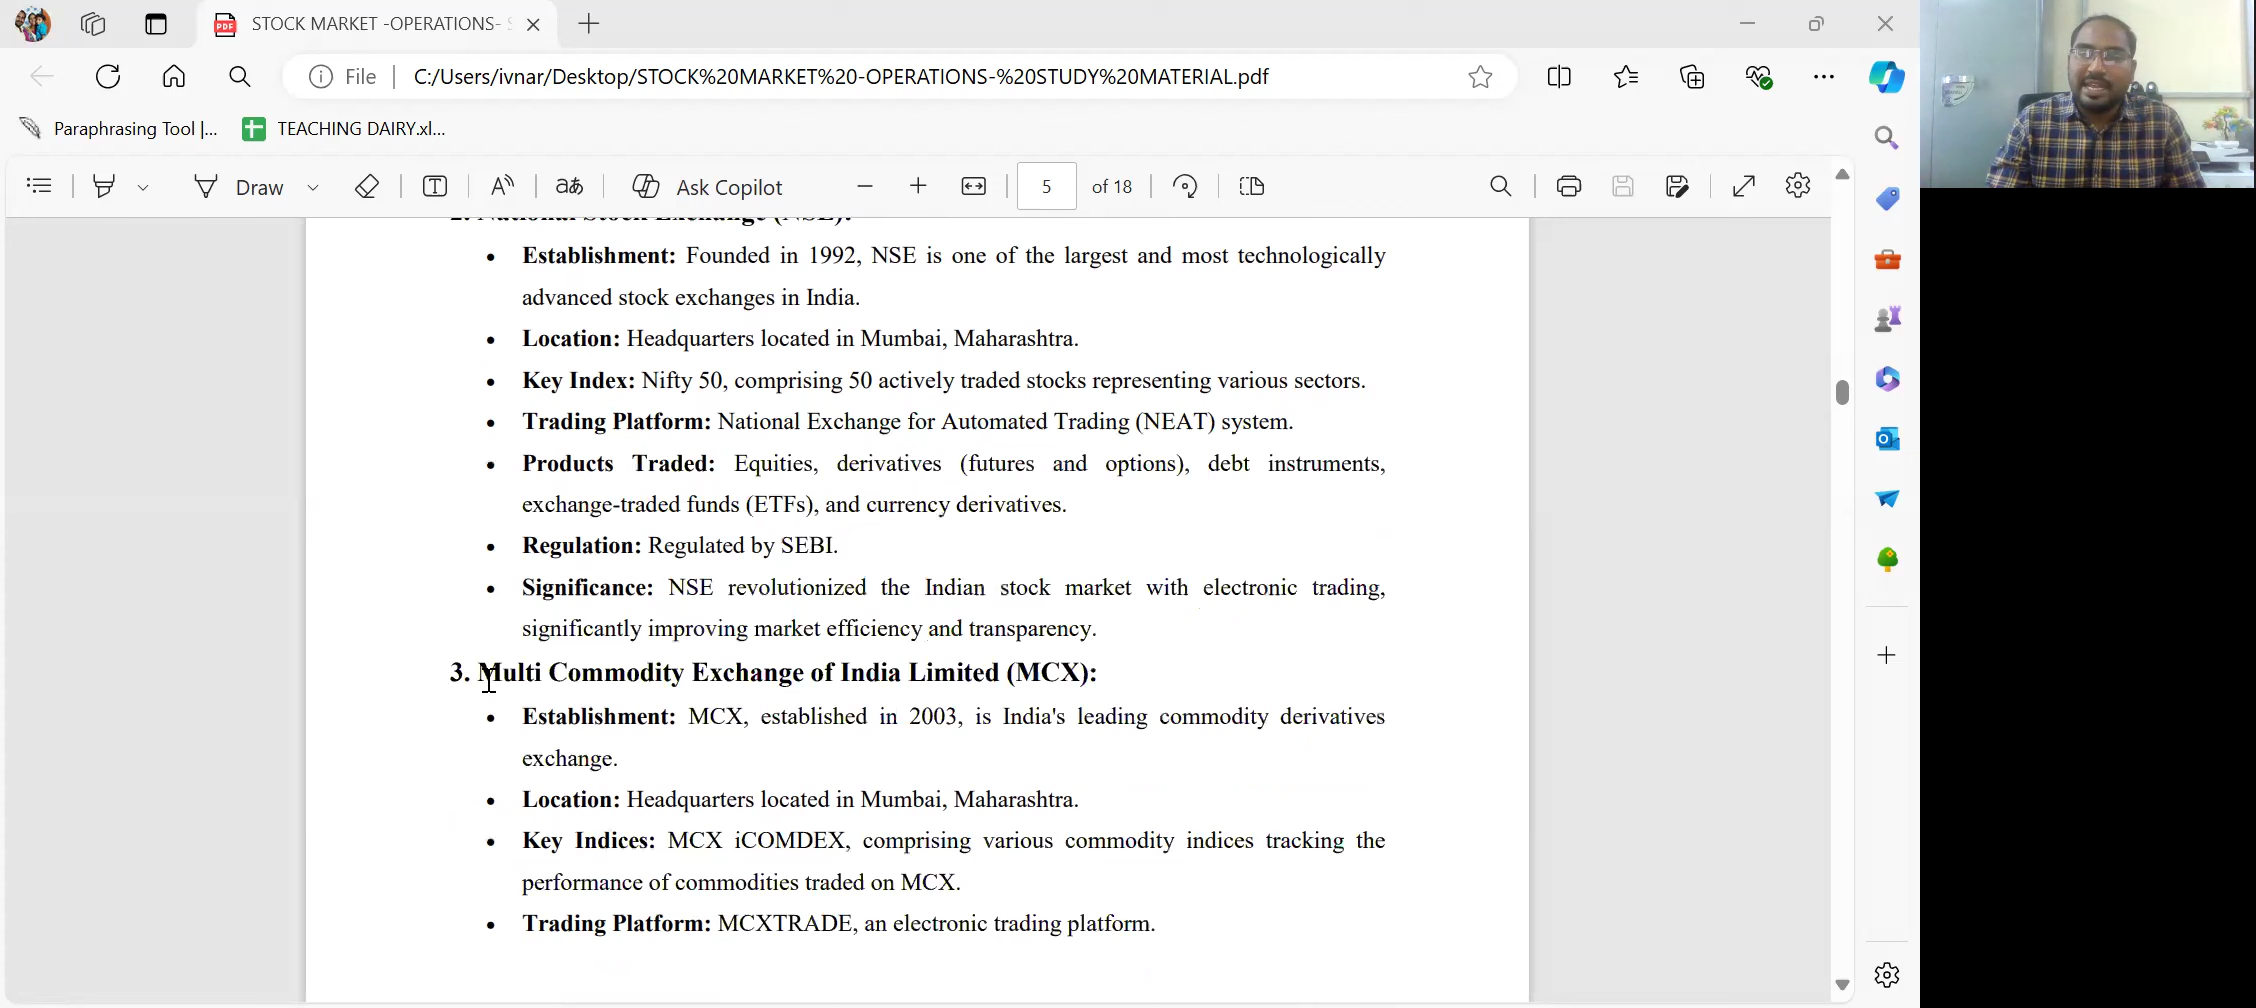 STOCK MARKET -OPERATIONS- S
File
C:/Users/ivnar/Desktop/STOCK%20MARKET%20-OPERATIONS-%20STUDY%20MATERIAL.pdf
Paraphrasing Tool |...
TEACHING DAIRY.xl...
Draw
Ask Copilot
5
of 18
2. National Stock Exchange (NSE):
• Establishment: Founded in 1992, NSE is one of the largest and most technologically
advanced stock exchanges in India.
• Location: Headquarters located in Mumbai, Maharashtra.
• Key Index: Nifty 50, comprising 50 actively traded stocks representing various sectors.
• Trading Platform: National Exchange for Automated Trading (NEAT) system.
• Products Traded: Equities, derivatives (futures and options), debt instruments,
exchange-traded funds (ETFs), and currency derivatives.
• Regulation: Regulated by SEBI.
• Significance: NSE revolutionized the Indian stock market with electronic trading,
significantly improving market efficiency and transparency.
3. Multi Commodity Exchange of India Limited (MCX):
• Establishment: MCX, established in 2003, is India's leading commodity derivatives
exchange.
• Location: Headquarters located in Mumbai, Maharashtra.
• Key Indices: MCX iCOMDEX, comprising various commodity indices tracking the
performance of commodities traded on MCX.
• Trading Platform: MCXTRADE, an electronic trading platform.